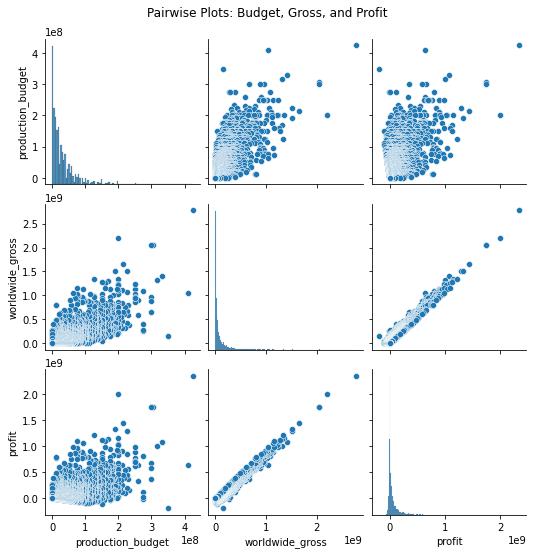 Pairwise Plots: Budget, Gross, and Profit
1e8
4
3
2
1
0
production_budget
1e9
2.5
2.0
1.5
1.0
0.5
0.0
worldwide_gross
1e9
2.0
1.5
1.0
0.5
0.0
profit
0 1 2 3 4
1e8
production_budget
0 1 2
1e9
worldwide_gross
0 1 2
1e9
profit